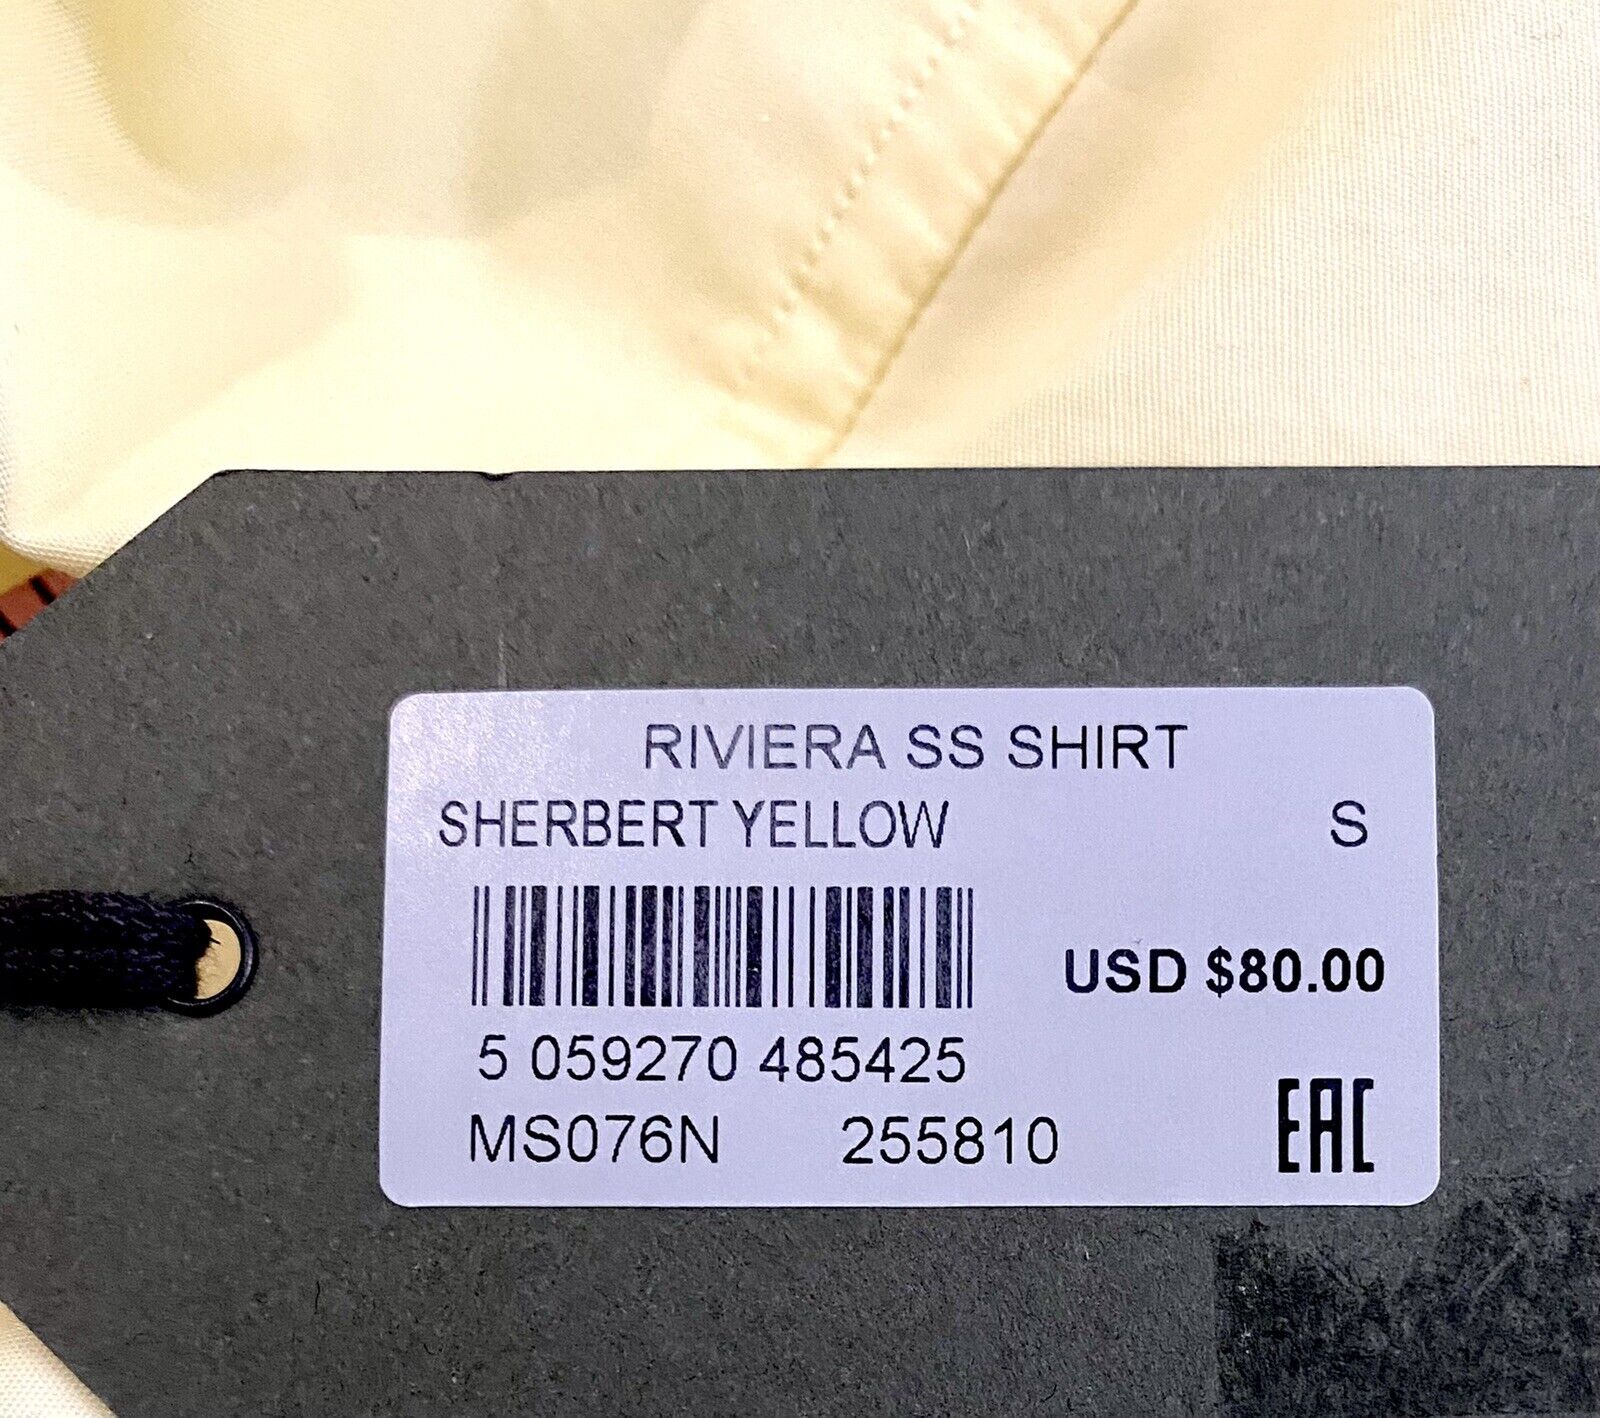 RIVIERA SS SHIRT
SHERBERT YELLOW S
USD $80.00
5 059270 485425
MS076N 255810
EAC